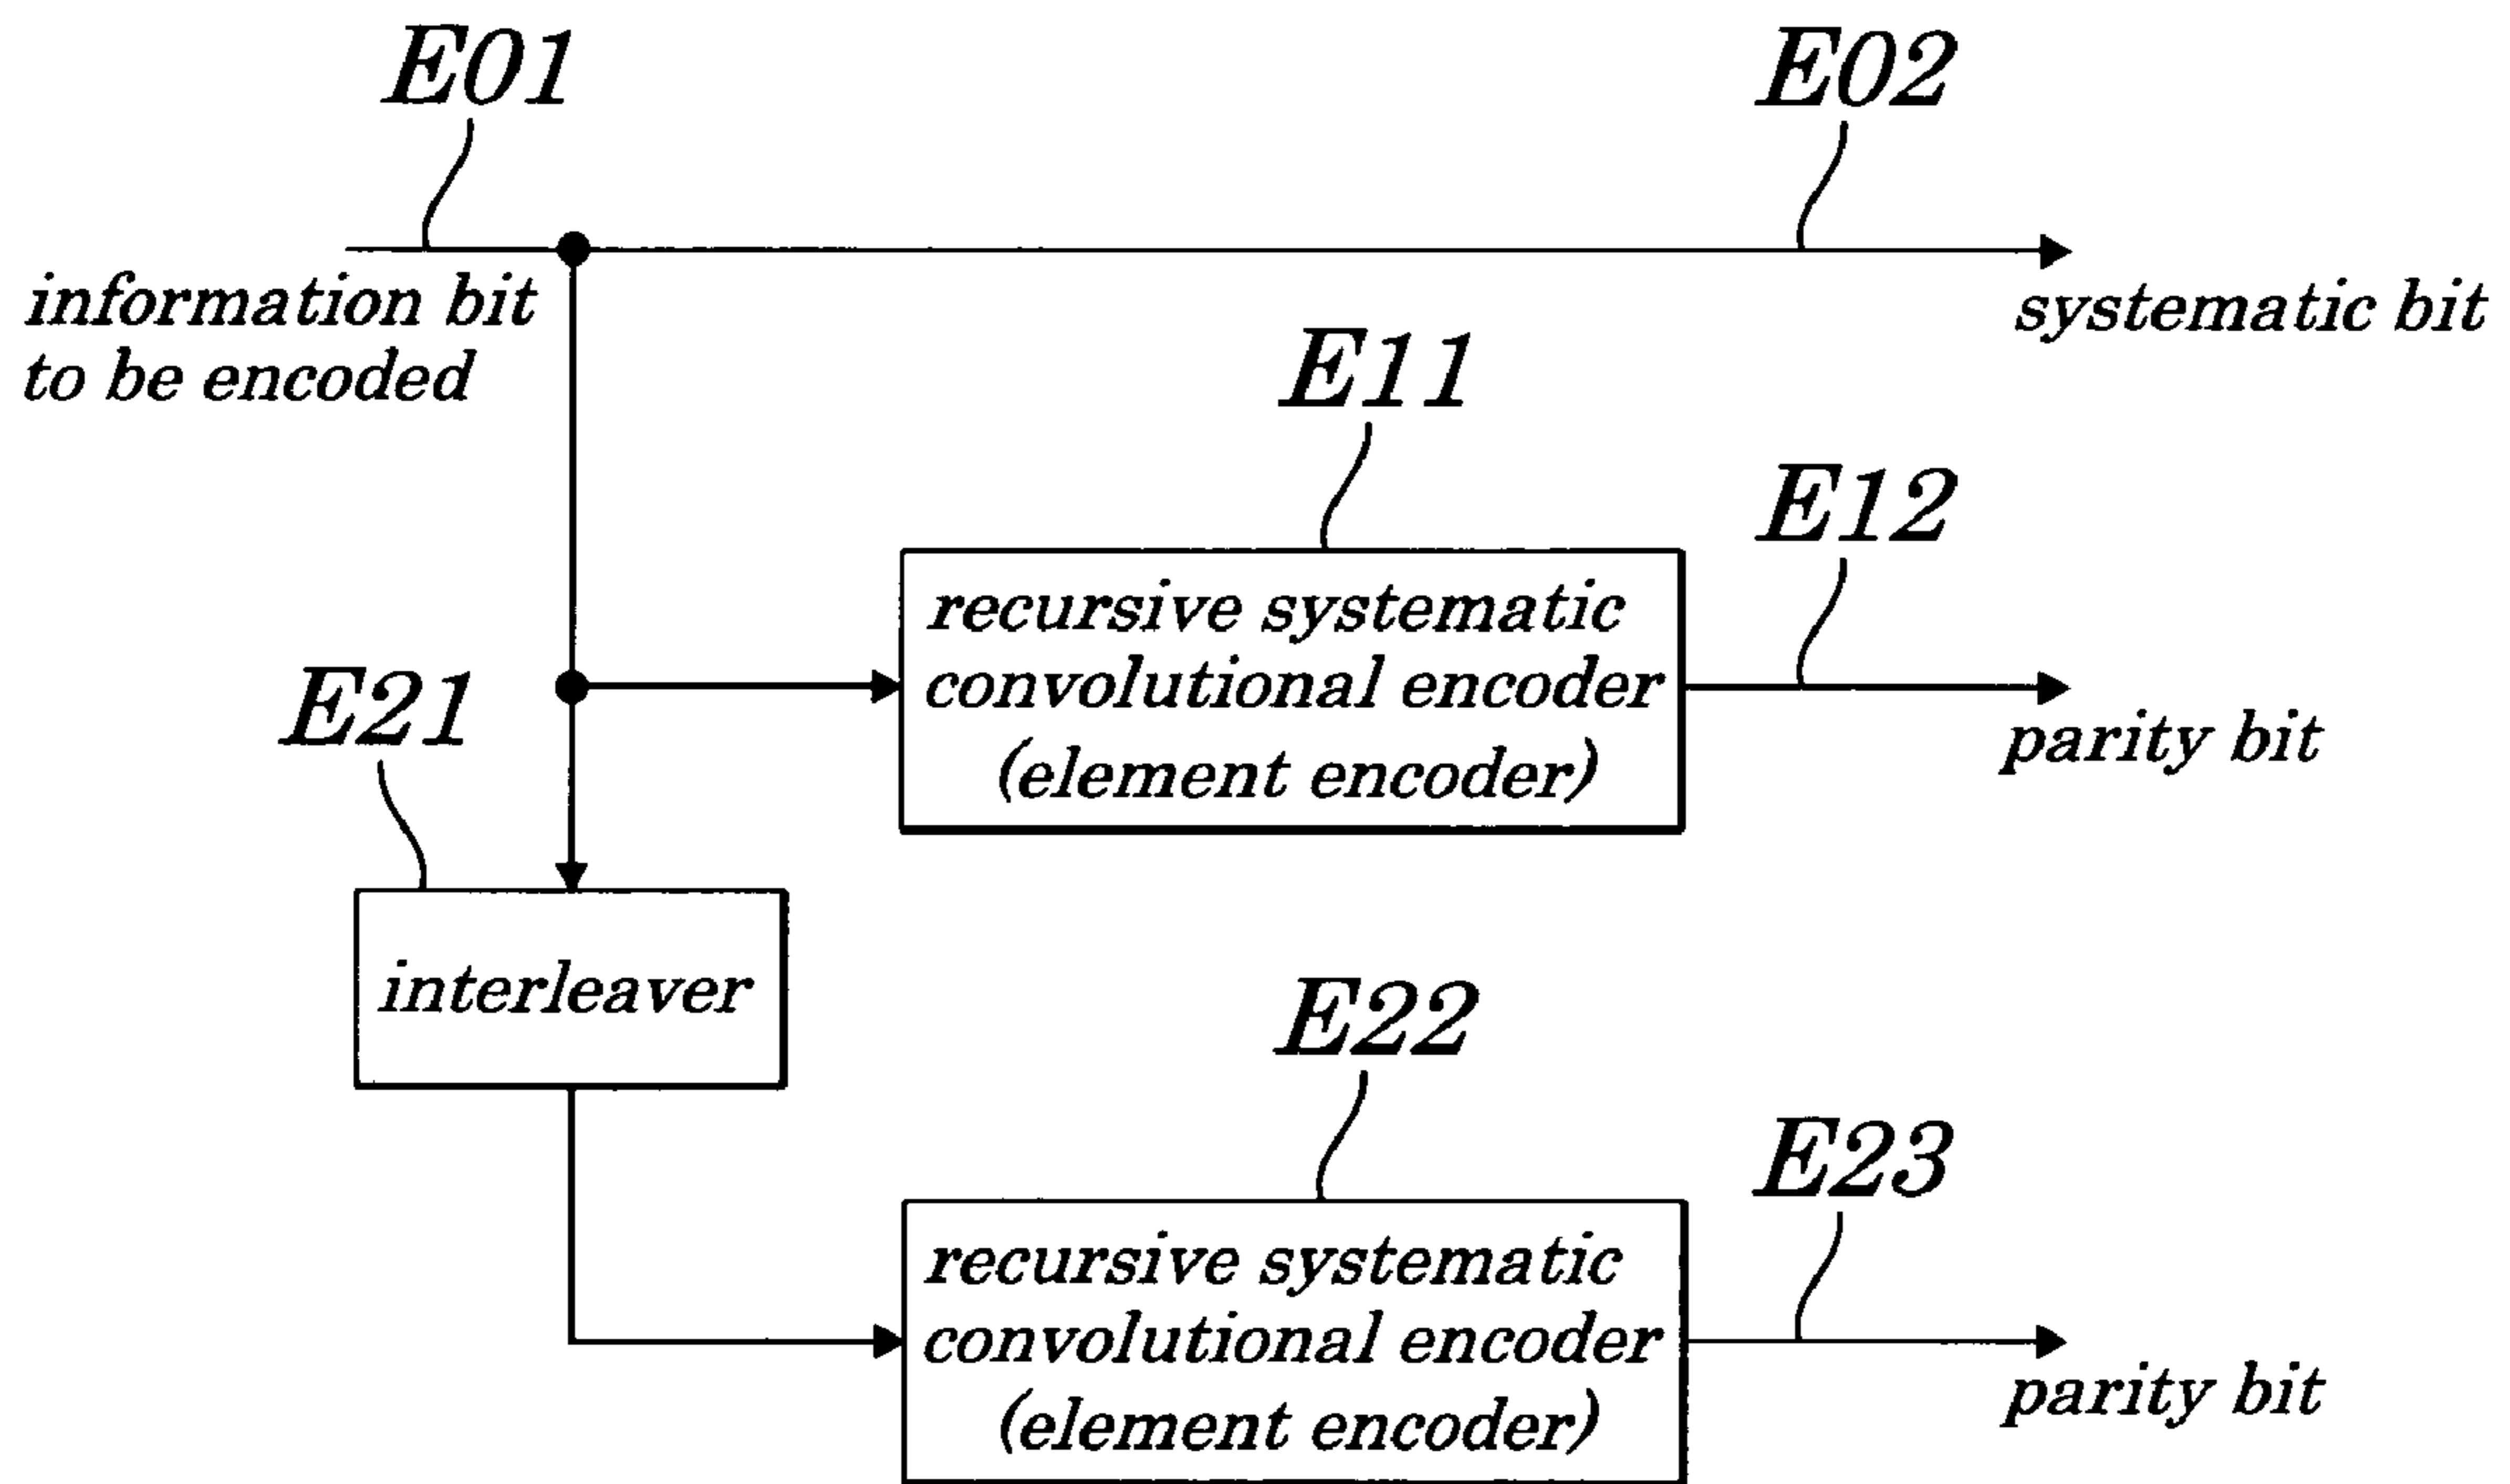 E01
E02
information bit
to be encoded
systematic bit
E11
E12
recursive systematic
convolutional encoder
(element encoder)
parity bit
E21
interleaver
E22
E23
recursive systematic
convolutional encoder
(element encoder)
parity bit